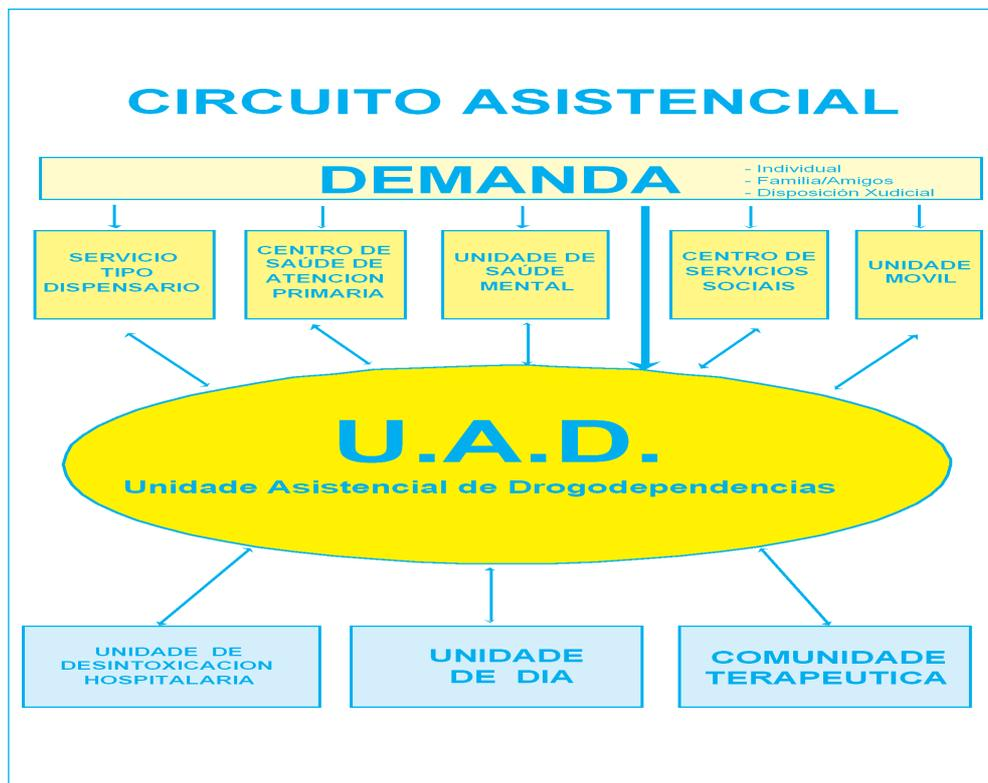 CIRCUITO ASISTENCIAL
DEMANDA
- Individual
- Familia/Amigos
- Disposición Xudicial
SERVICIO
TIPO
DISPENSARIO
CENTRO DE
SAÚDE DE
ATENCION
PRIMARIA
UNIDADE DE
SAÚDE
MENTAL
CENTRO DE
SERVICIOS
SOCIAIS
UNIDADE
MOVIL
U.A.D.
Unidade Asistencial de Drogodependencias
UNIDADE DE
DESINTOXICACION
HOSPITALARIA
UNIDADE
DE DIA
COMUNIDADE
TERAPEUTICA